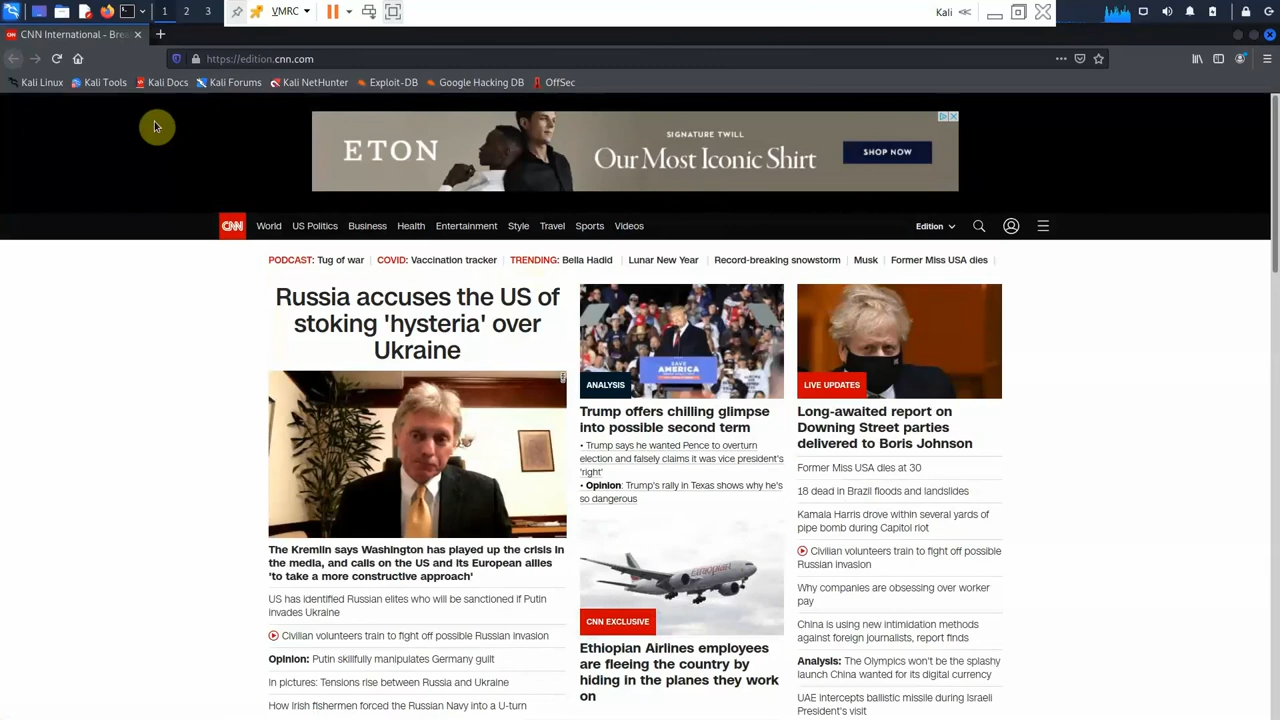 VMRC
Kali
1
2
3
CNN International - Brea
https://edition.cnn.com
Kali Linux
Kali Tools
Kali Docs
Kali Forums
Kali NetHunter
Exploit-DB
Google Hacking DB
OffSec
ETON
SIGNATURE TWILL
Our Most Iconic Shirt
SHOP NOW
CNN
World
US Politics
Business
Health
Entertainment
Style
Travel
Sports
Videos
Edition
PODCAST: Tug of war
COVID: Vaccination tracker
TRENDING: Bella Hadid
Lunar New Year
Record-breaking snowstorm
Musk
Former Miss USA dies
Russia accuses the US of
stoking 'hysteria' over
Ukraine
The Kremlin says Washington has played up the crisis in
the media, and calls on the US and its European allies
'to take a more constructive approach'
US has identified Russian elites who will be sanctioned if Putin
invades Ukraine
Civilian volunteers train to fight off possible Russian invasion
Opinion: Putin skillfully manipulates Germany guilt
In pictures: Tensions rise between Russia and Ukraine
How Irish fishermen forced the Russian Navy into a U-turn
SAVE
AMERICA
ANALYSIS
Trump offers chilling glimpse
into possible second term
• Trump says he wanted Pence to overturn
election and falsely claims it was vice president's
'right'
• Opinion: Trump's rally in Texas shows why he's
so dangerous
Ethiopian
CNN EXCLUSIVE
Ethiopian Airlines employees
are fleeing the country by
hiding in the planes they work
on
LIVE UPDATES
Long-awaited report on
Downing Street parties
delivered to Boris Johnson
Former Miss USA dies at 30
18 dead in Brazil floods and landslides
Kamala Harris drove within several yards of
pipe bomb during Capitol riot
Civilian volunteers train to fight off possible
Russian invasion
Why companies are obsessing over worker
pay
China is using new intimidation methods
against foreign journalists, report finds
Analysis: The Olympics won't be the splashy
launch China wanted for its digital currency
UAE intercepts ballistic missile during Israeli
President's visit